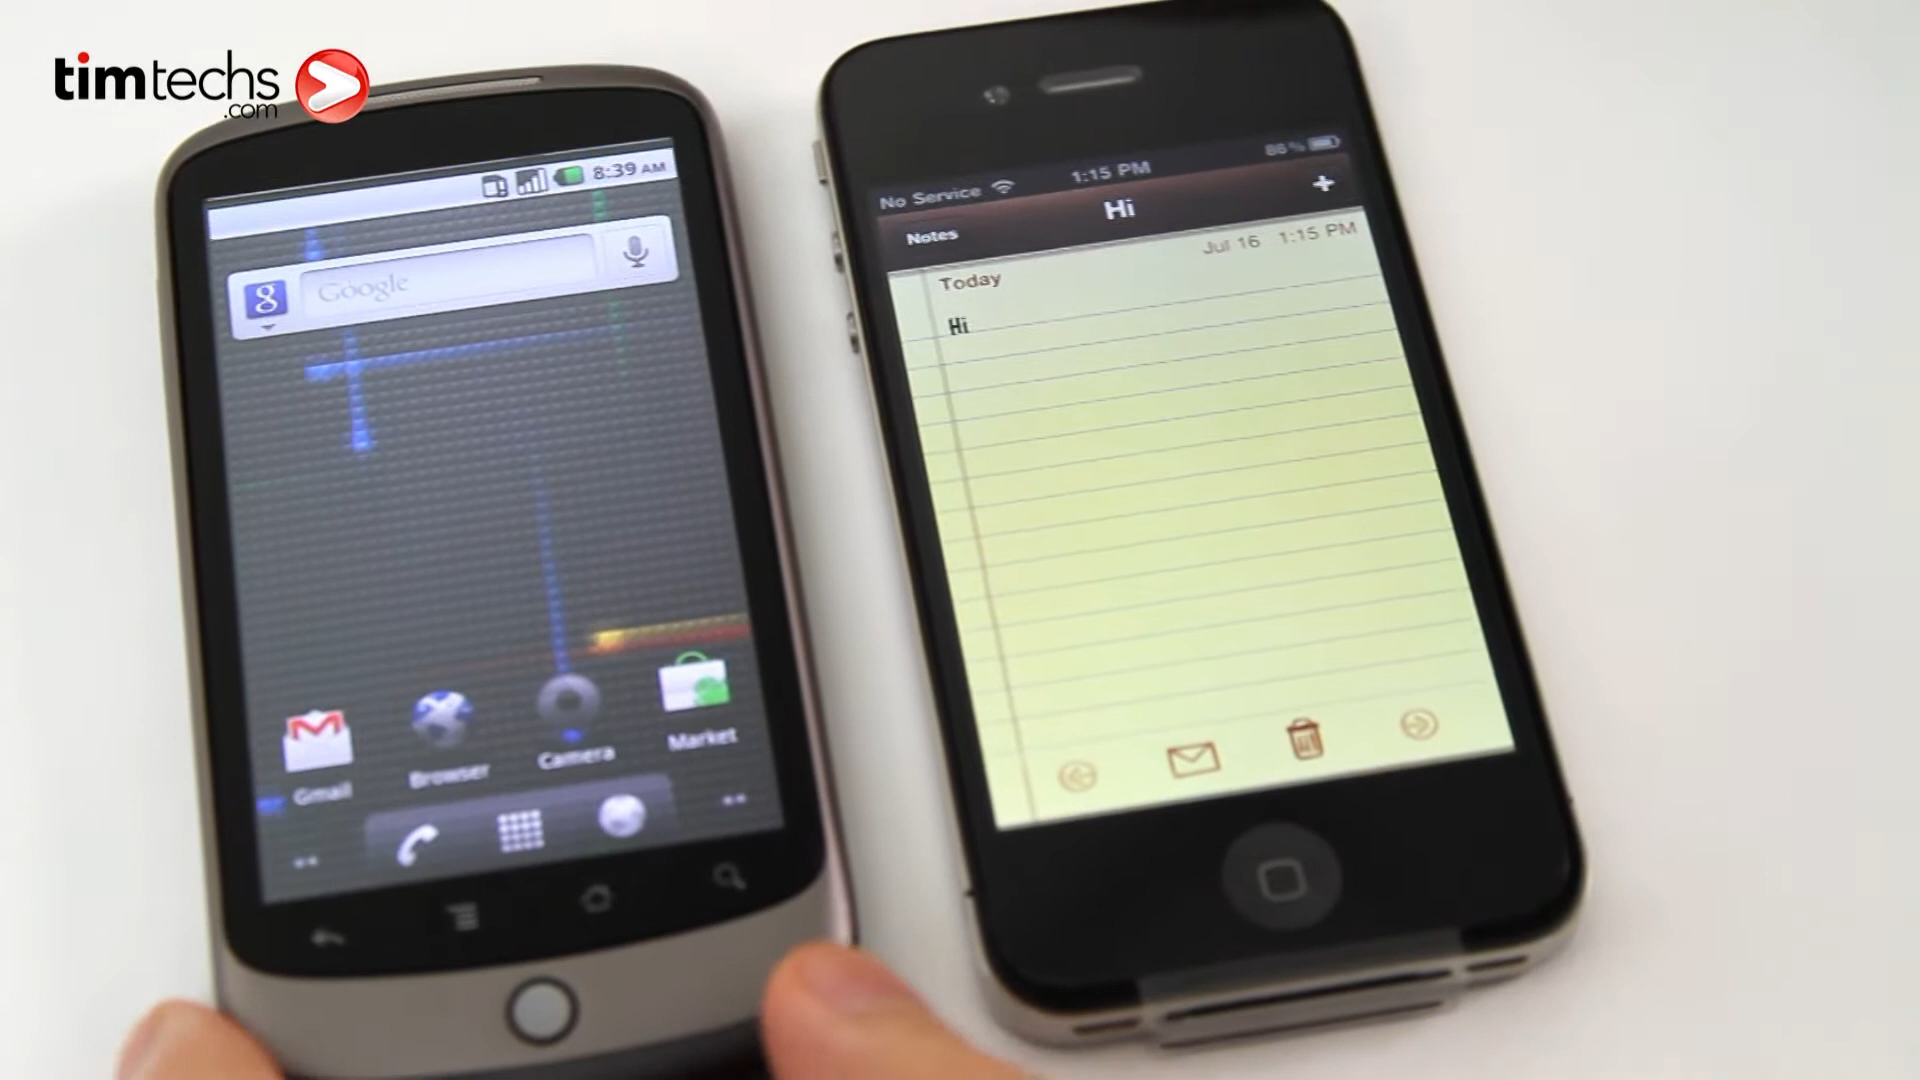 timtechs
.com
8:39 AM
Google
Gmail
Browser
Camera
Market
No Service
1:15 PM
86%
Notes
Hi
+
Today
Jul 16 1:15 PM
Hi